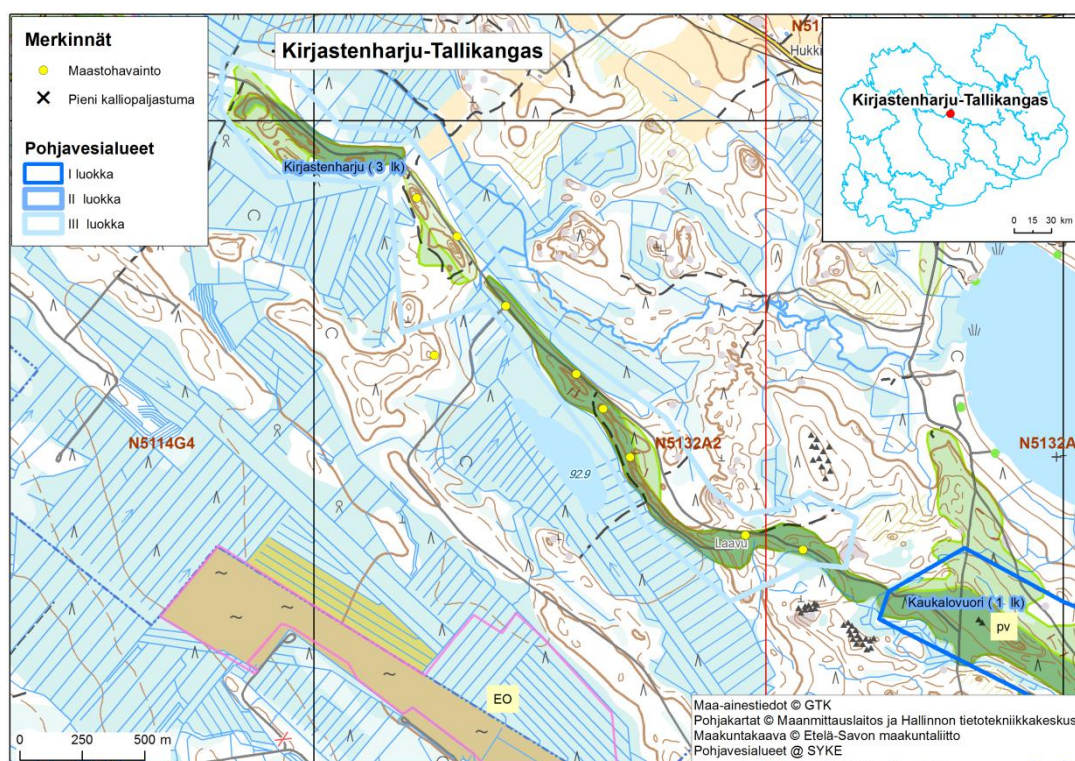 Merkinnät
Maastohavainto
Pieni kalliopaljastuma
Pohjavesialueet
I luokka
II luokka
III luokka
Kirjastenharju-Tallikangas
N51
Hukki
Kirjastenharju-Tallikangas
0 15 30 km
Kirjastenharju ( 3 lk)
N5114G4
N5132A2
N5132A
92.9
Laavu
Kaukalovuori ( 1 lk)
pv
EO
0 250 500 m
Maa-ainestiedot © GTK
Pohjakartat © Maanmittauslaitos ja Hallinnon tietotekniikkakeskus
Maakuntakaava © Etelä-Savon maakuntaliitto
Pohjavesialueet @ SYKE